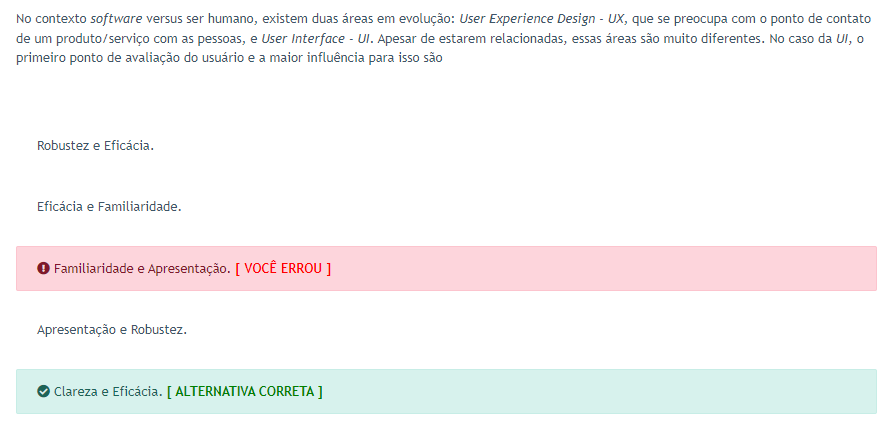 No contexto software versus ser humano, existem duas áreas em evolução: User Experience Design - UX, que se preocupa com o ponto de contato
de um produto/serviço com as pessoas, e User Interface - UI. Apesar de estarem relacionadas, essas áreas são muito diferentes. No caso da UI, o
primeiro ponto de avaliação do usuário e a maior influência para isso são
Robustez e Eficácia.
Eficácia e Familiaridade.
Familiaridade e Apresentação. [ VOCÊ ERROU ]
Apresentação e Robustez.
Clareza e Eficácia. [ ALTERNATIVA CORRETA ]